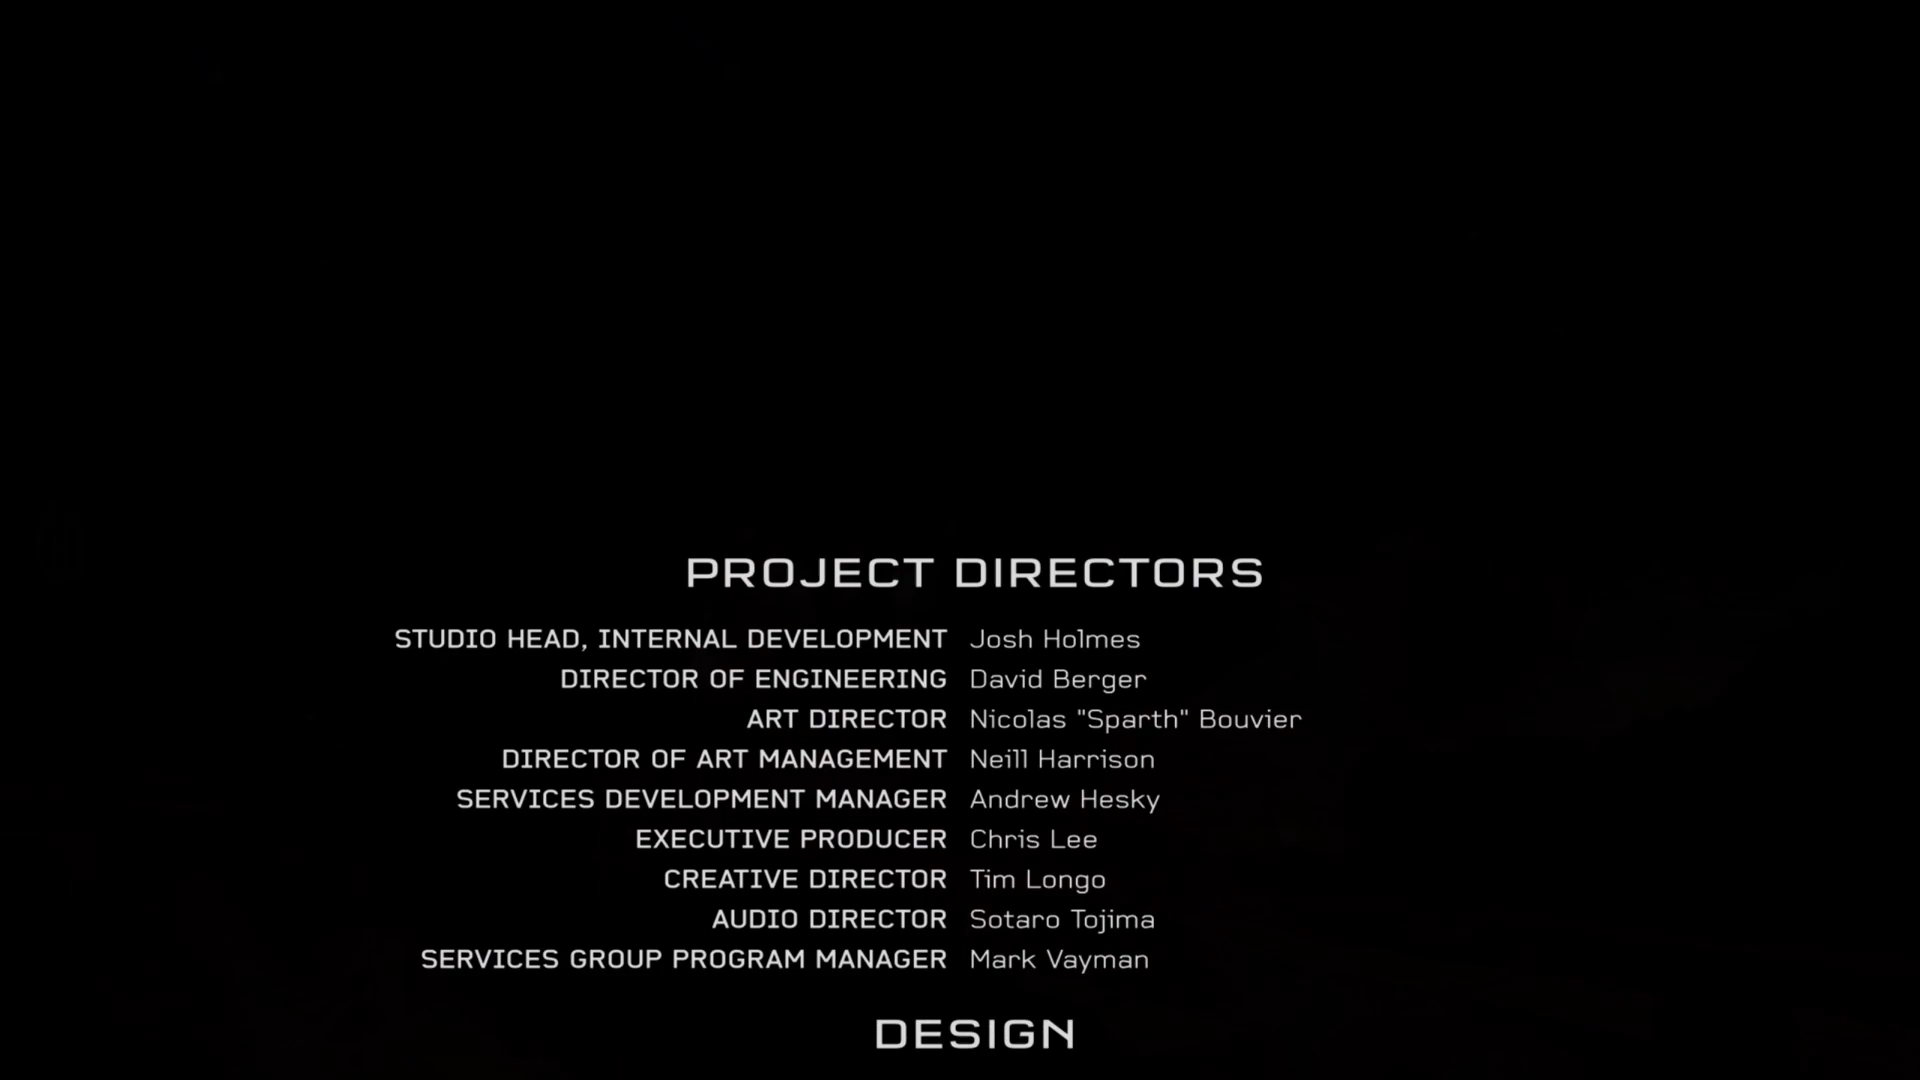 PROJECT DIRECTORS
STUDIO HEAD, INTERNAL DEVELOPMENT Josh Holmes
DIRECTOR OF ENGINEERING David Berger
ART DIRECTOR Nicolas "Sparth" Bouvier
DIRECTOR OF ART MANAGEMENT Neill Harrison
SERVICES DEVELOPMENT MANAGER Andrew Hesky
EXECUTIVE PRODUCER Chris Lee
CREATIVE DIRECTOR Tim Longo
AUDIO DIRECTOR Sotaro Tojima
SERVICES GROUP PROGRAM MANAGER Mark Vayman
DESIGN